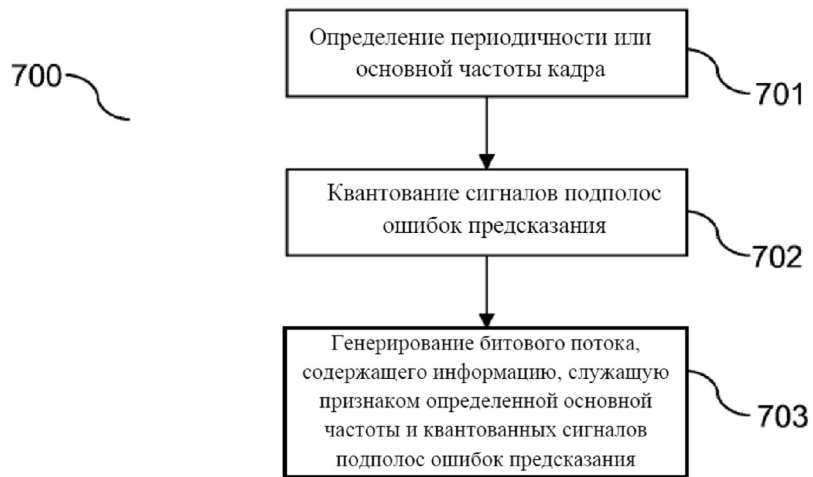 Определение периодичности или
основной частоты кадра
700
701
Квантование сигналов подполос
ошибок предсказания
702
Генерирование битового потока,
содержащего информацию, служащую
признаком определенной основной
частоты и квантованных сигналов
подполос ошибок предсказания
703